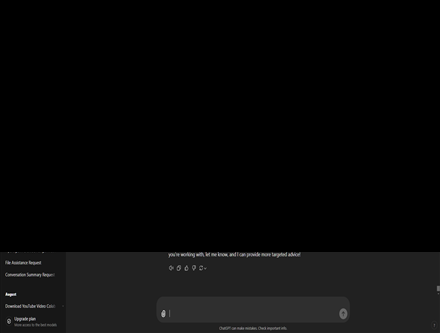 you're working with, let me know, and I can provide more targeted advice!
File Assistance Request
Conversation Summary Request
August
Download YouTube Video Cata
Upgrade plan
More access to the best models
ChatGPT can make mistakes. Check important info.